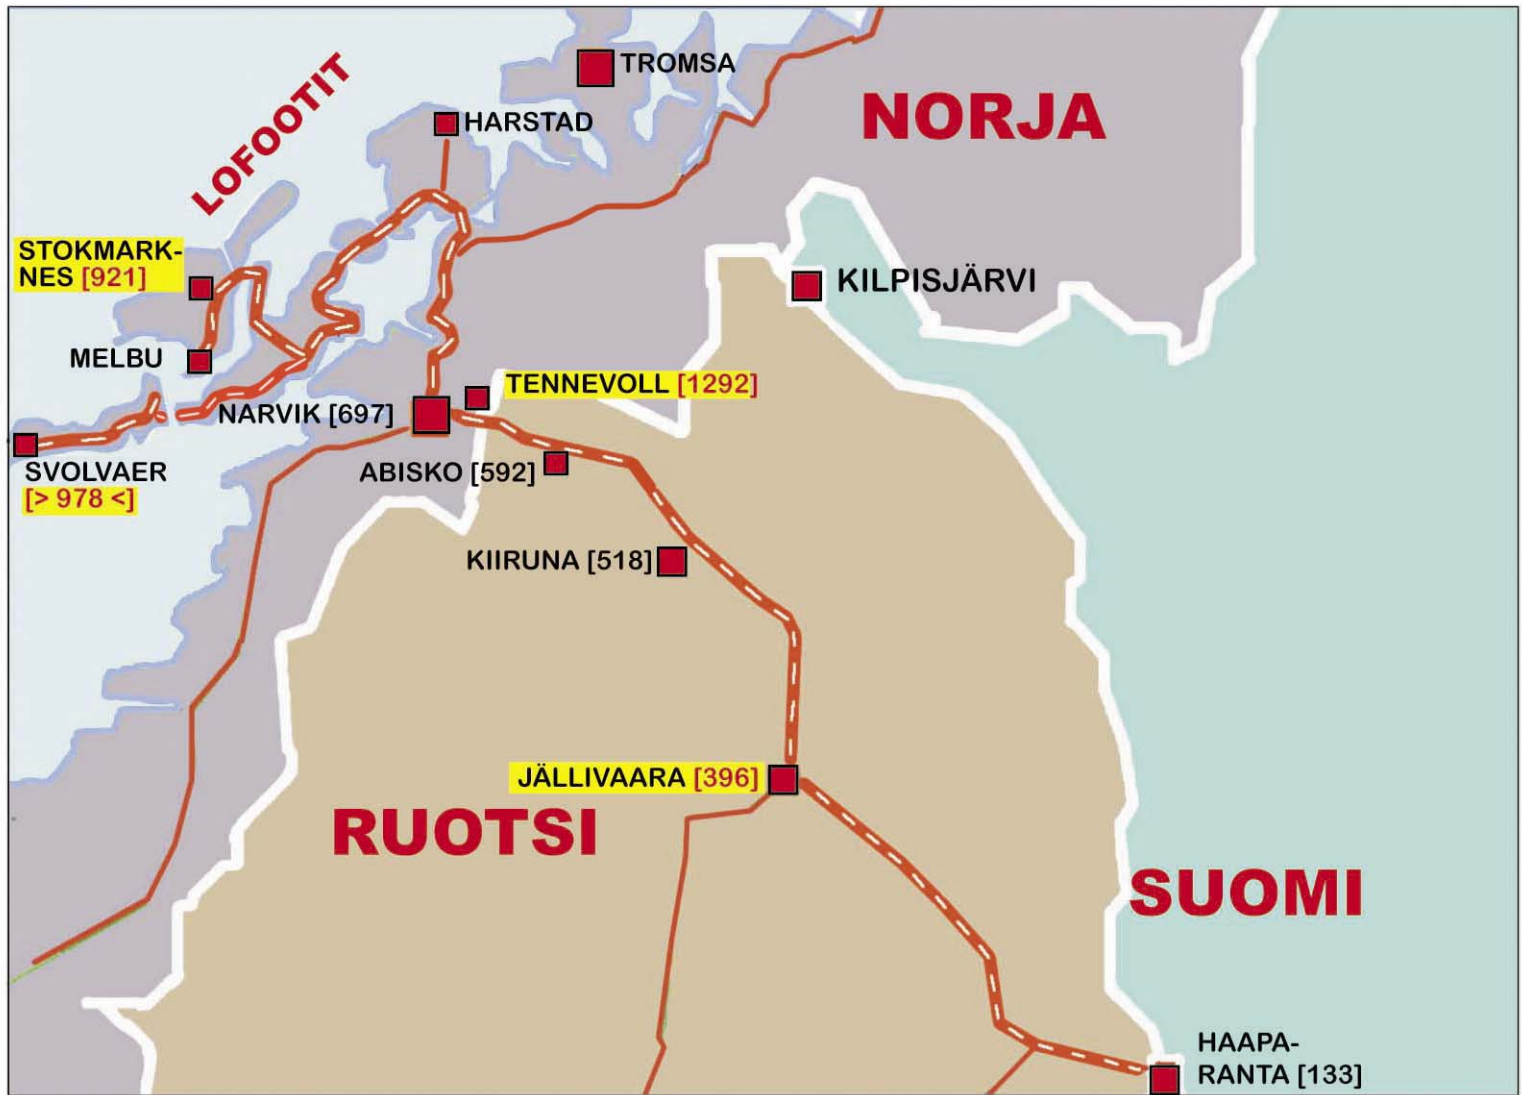 TROMSA
NORJA
HARSTAD
LOFOOTIT
STOKMARK-
NES [921]
KILPISJÄRVI
MELBU
TENNEVOLL [1292]
NARVIK [697]
SVOLVAER
[> 978 <]
ABISKO [592]
KIIRUNA [518]
JÄLLIVAARA [396]
RUOTSI
SUOMI
HAAPA-
RANTA [133]